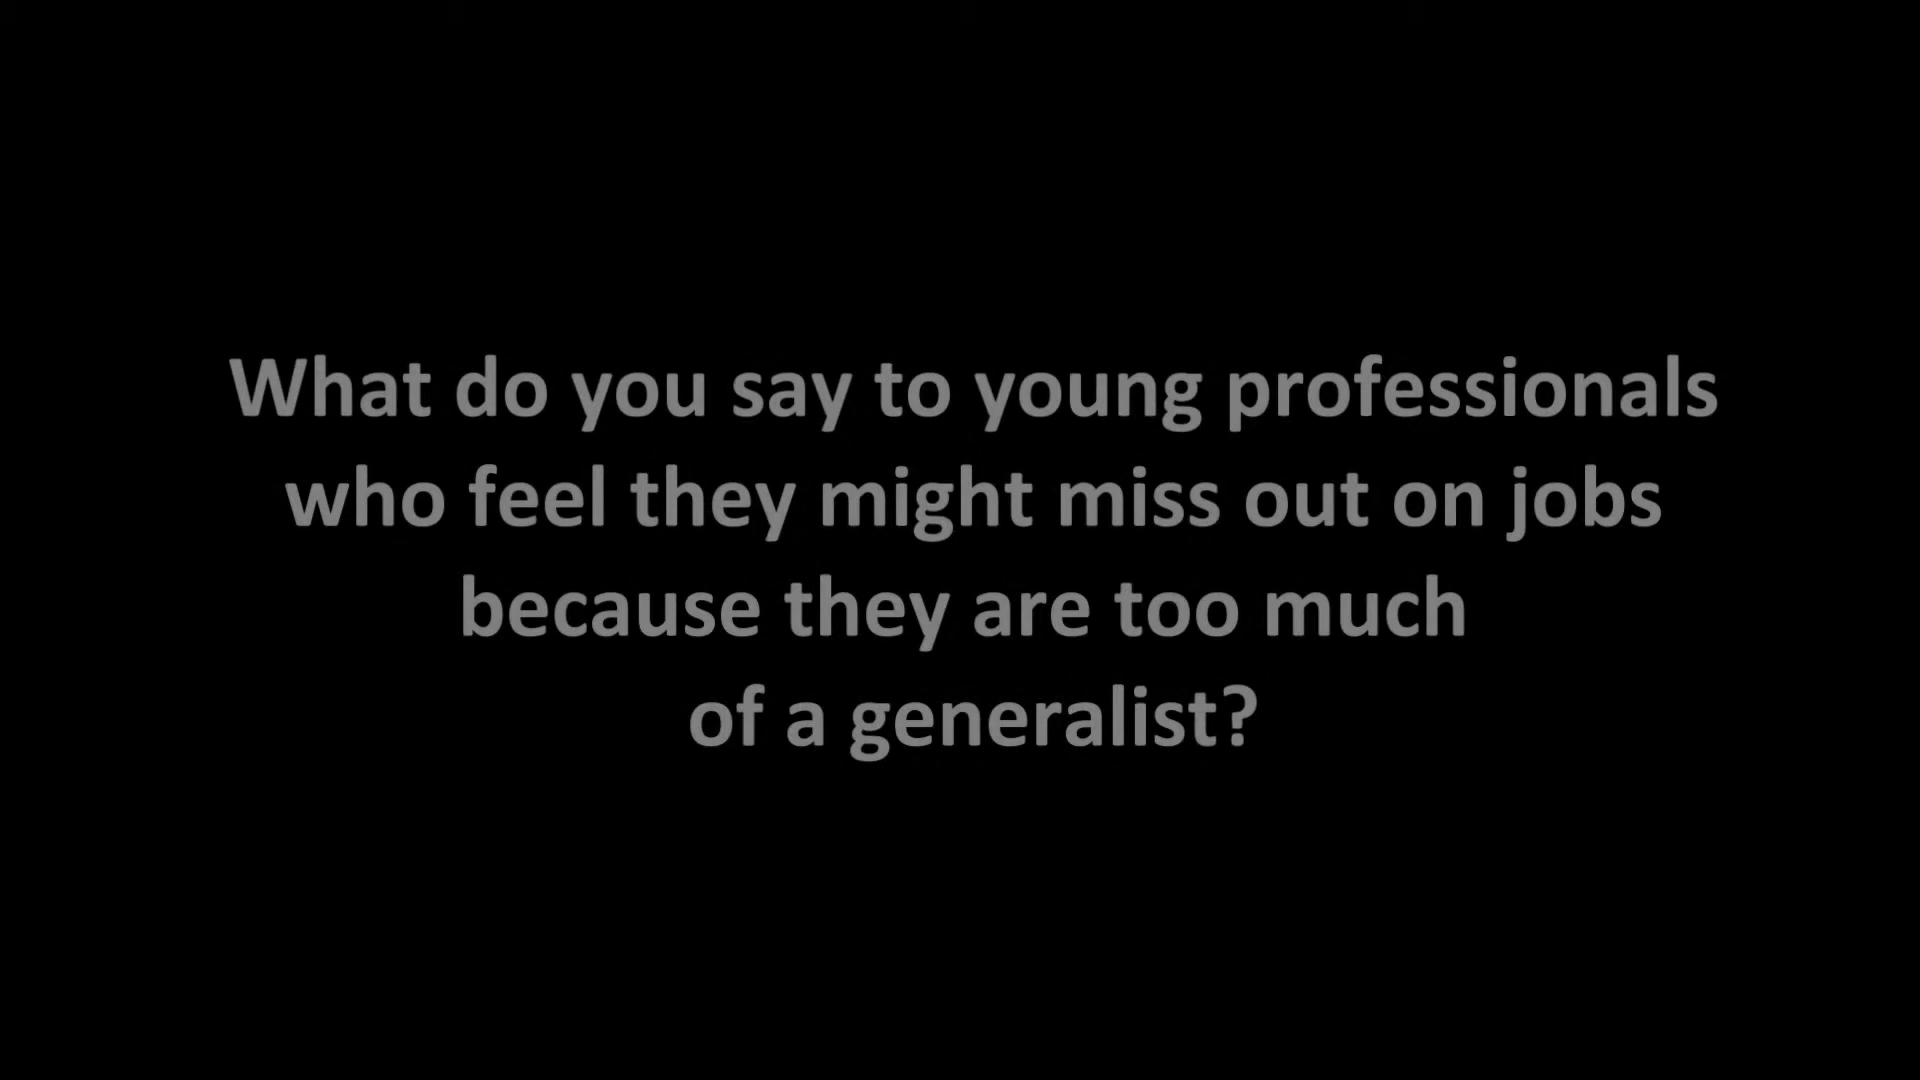 What do you say to young professionals
who feel they might miss out on jobs
because they are too much
of a generalist?